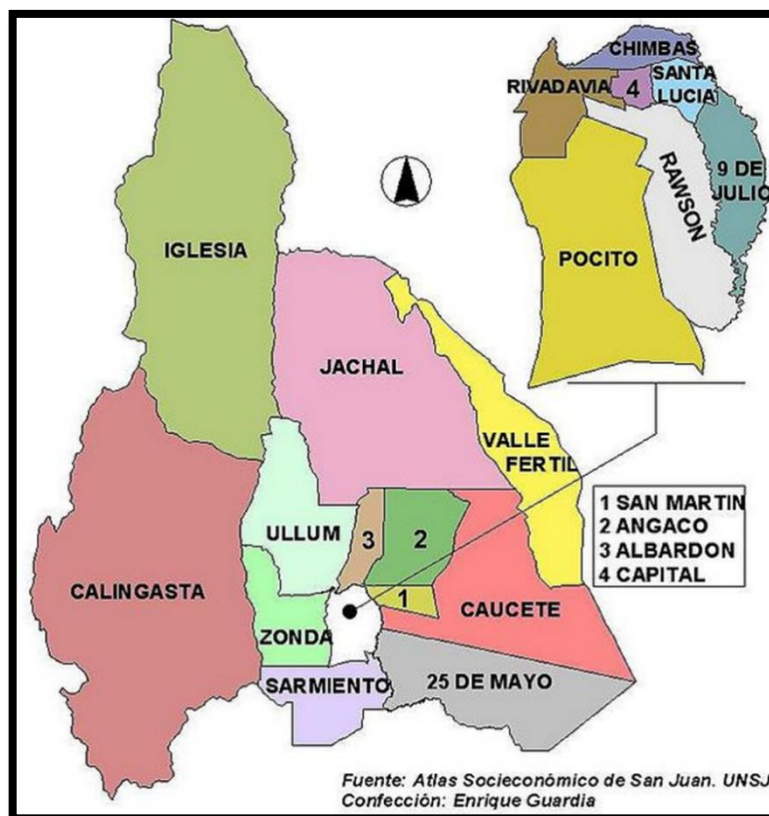 CHIMBAS
RIVADAVIA
4
SANTA
LUCIA
9 DE
JULIO
RAWSON
POCITO
IGLESIA
JACHAL
VALLE
FERTIL
1 SAN MARTIN
2 ANGACO
3 ALBARDON
4 CAPITAL
ULLUM
3
2
1
CALINGASTA
CAUCETE
ZONDA
SARMIENTO
25 DE MAYO
Fuente: Atlas Socieconómico de San Juan. UNSJ
Confección: Enrique Guardia